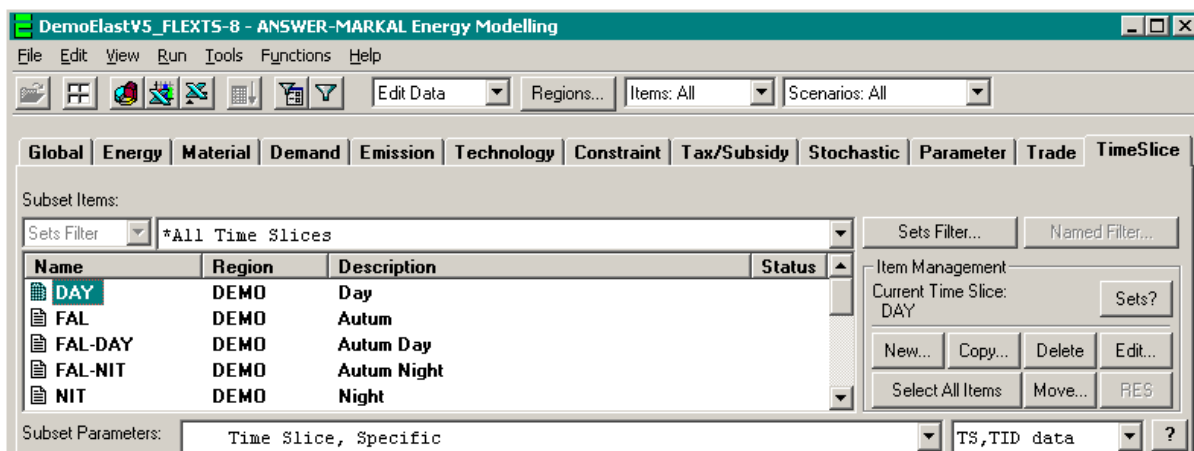 DemoElastV5_FLEXTS-8 - ANSWER-MARKAL Energy Modelling
File Edit View Run Tools Functions Help
Edit Data Regions... Items: All Scenarios: All
Global Energy Material Demand Emission Technology Constraint Tax/Subsidy Stochastic Parameter Trade TimeSlice
Subset Items:
Sets Filter *All Time Slices Sets Filter... Named Filter...
Name Region Description Status Item Management
DAY DEMO Day Current Time Slice: Sets?
FAL DEMO Autum DAY
FAL-DAY DEMO Autum Day New... Copy... Delete Edit...
FAL-NIT DEMO Autum Night
NIT DEMO Night Select All Items Move... RES
Subset Parameters: Time Slice, Specific TS,TID data ?